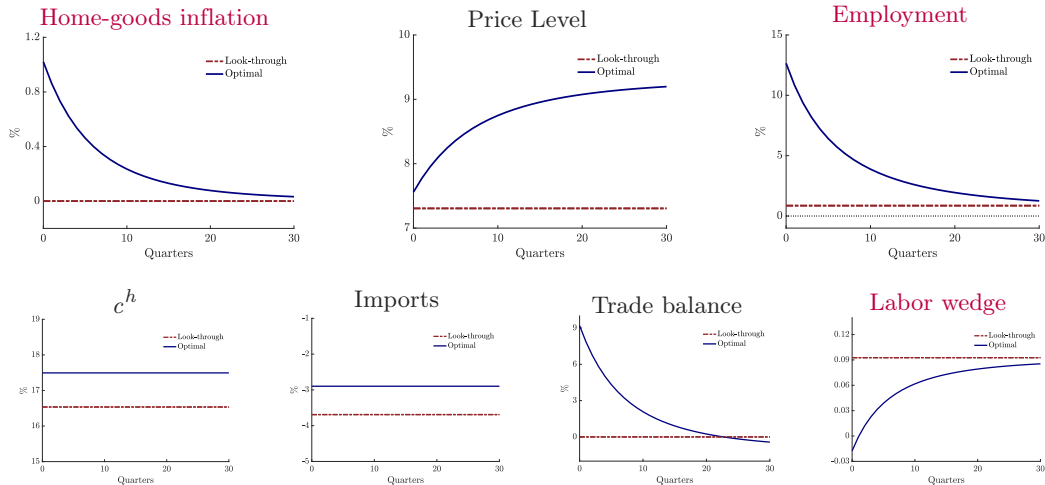 Home-goods inflation
1.2
0.8
0.4
0
%
0
10
20
30
Quarters
Look-through
Optimal
Price Level
10
9
8
7
%
0
10
20
30
Quarters
Look-through
Optimal
Employment
15
10
5
0
%
0
10
20
30
Quarters
Look-through
Optimal
c^h
19
18
17
16
15
%
0
10
20
30
Quarters
Look-through
Optimal
Imports
-1
-2
-3
-4
-5
%
0
10
20
30
Quarters
Look-through
Optimal
Trade balance
9
6
3
0
%
0
10
20
30
Quarters
Look-through
Optimal
Labor wedge
0.12
0.09
0.06
0.03
0
-0.03
0
10
20
30
Quarters
Look-through
Optimal